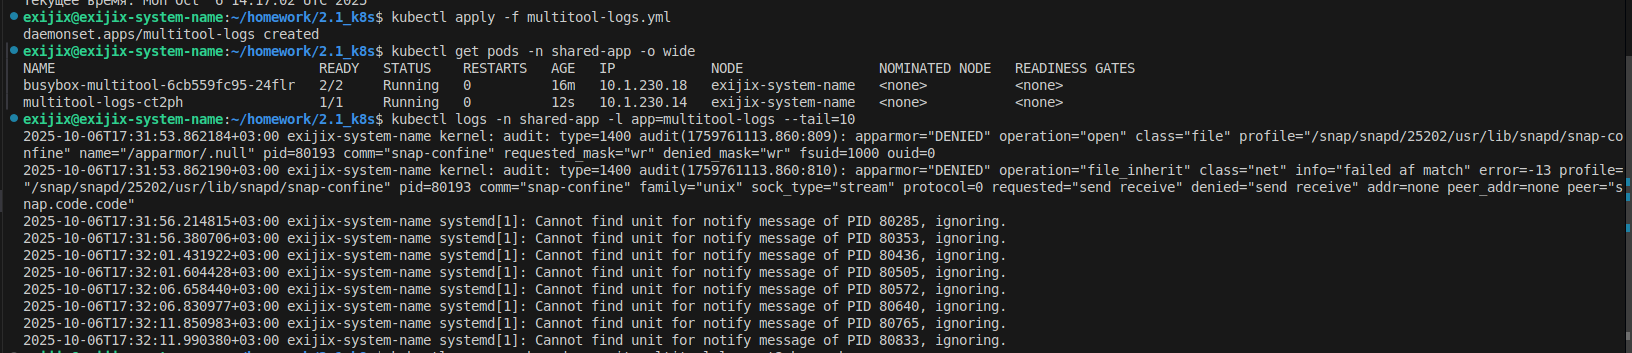 Текущее время: Mon Oct  6 14:17:02 UTC 2025
exijix@exijix-system-name:~/homework/2.1_k8s$ kubectl apply -f multitool-logs.yml
daemonset.apps/multitool-logs created
exijix@exijix-system-name:~/homework/2.1_k8s$ kubectl get pods -n shared-app -o wide
NAME                                 READY   STATUS    RESTARTS   AGE   IP            NODE                 NOMINATED NODE   READINESS GATES
busybox-multitool-6cb559fc95-24flr   2/2     Running   0          16m   10.1.230.18   exijix-system-name   <none>           <none>
multitool-logs-ct2ph                 1/1     Running   0          12s   10.1.230.14   exijix-system-name   <none>           <none>
exijix@exijix-system-name:~/homework/2.1_k8s$ kubectl logs -n shared-app -l app=multitool-logs --tail=10
2025-10-06T17:31:53.862184+03:00 exijix-system-name kernel: audit: type=1400 audit(1759761113.860:809): apparmor="DENIED" operation="open" class="file" profile="/snap/snapd/25202/usr/lib/snapd/snap-co
nfine" name="/apparmor/.null" pid=80193 comm="snap-confine" requested_mask="wr" denied_mask="wr" fsuid=1000 ouid=0
2025-10-06T17:31:53.862190+03:00 exijix-system-name kernel: audit: type=1400 audit(1759761113.860:810): apparmor="DENIED" operation="file_inherit" class="net" info="failed af match" error=-13 profile=
"/snap/snapd/25202/usr/lib/snapd/snap-confine" pid=80193 comm="snap-confine" family="unix" sock_type="stream" protocol=0 requested="send receive" denied="send receive" addr=none peer_addr=none peer="s
nap.code.code"
2025-10-06T17:31:56.214815+03:00 exijix-system-name systemd[1]: Cannot find unit for notify message of PID 80285, ignoring.
2025-10-06T17:31:56.380706+03:00 exijix-system-name systemd[1]: Cannot find unit for notify message of PID 80353, ignoring.
2025-10-06T17:32:01.431922+03:00 exijix-system-name systemd[1]: Cannot find unit for notify message of PID 80436, ignoring.
2025-10-06T17:32:01.604428+03:00 exijix-system-name systemd[1]: Cannot find unit for notify message of PID 80505, ignoring.
2025-10-06T17:32:06.658440+03:00 exijix-system-name systemd[1]: Cannot find unit for notify message of PID 80572, ignoring.
2025-10-06T17:32:06.830977+03:00 exijix-system-name systemd[1]: Cannot find unit for notify message of PID 80640, ignoring.
2025-10-06T17:32:11.850983+03:00 exijix-system-name systemd[1]: Cannot find unit for notify message of PID 80765, ignoring.
2025-10-06T17:32:11.990380+03:00 exijix-system-name systemd[1]: Cannot find unit for notify message of PID 80833, ignoring.